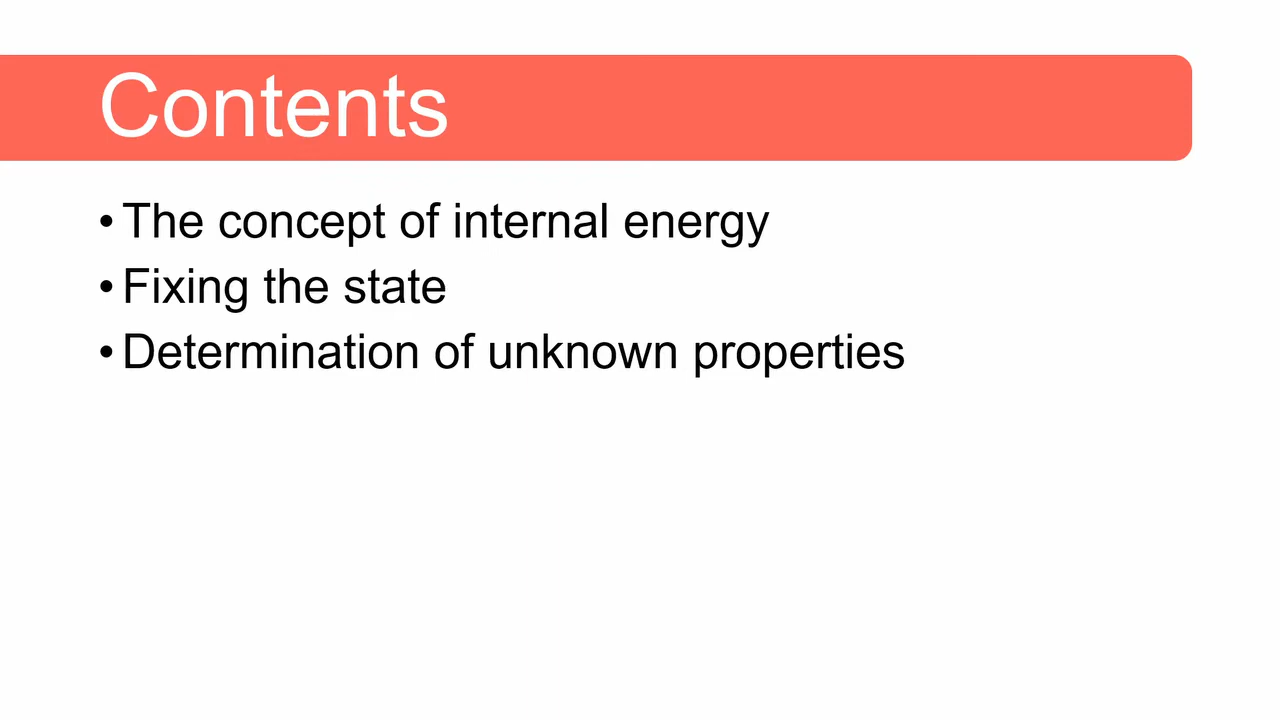 Contents
• The concept of internal energy
• Fixing the state
• Determination of unknown properties